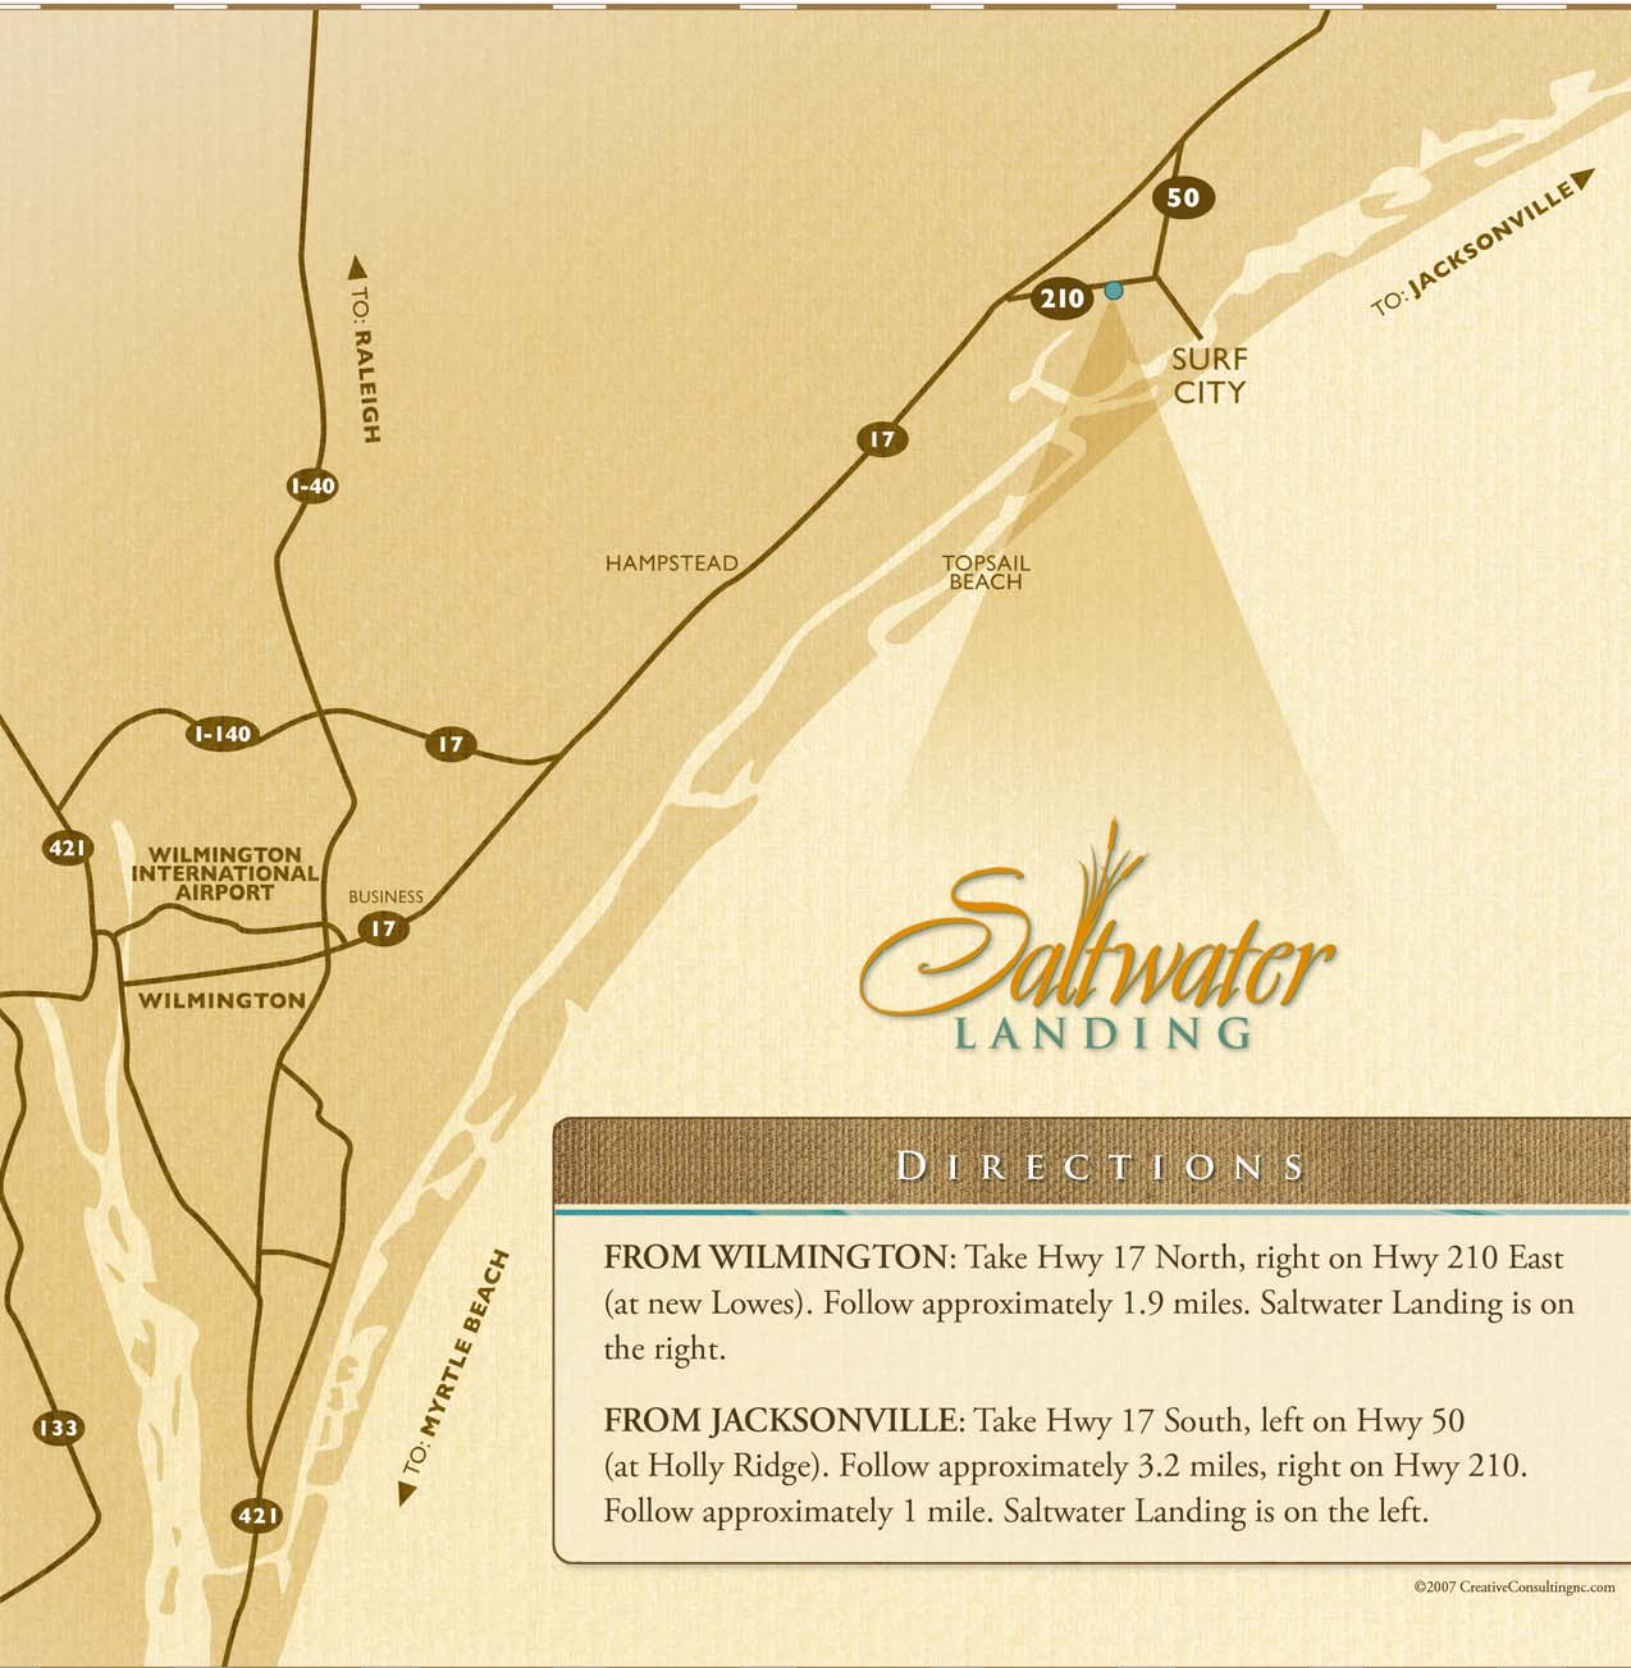 50
TO: JACKSONVILLE
210
TO: RALEIGH
SURF
CITY
17
I-40
HAMPSTEAD
TOPSAIL
BEACH
I-140
17
421
WILMINGTON
INTERNATIONAL
AIRPORT
BUSINESS
17
WILMINGTON
Saltwater
LANDING
DIRECTIONS
FROM WILMINGTON: Take Hwy 17 North, right on Hwy 210 East
(at new Lowes). Follow approximately 1.9 miles. Saltwater Landing is on
the right.
TO: MYRTLE BEACH
FROM JACKSONVILLE: Take Hwy 17 South, left on Hwy 50
(at Holly Ridge). Follow approximately 3.2 miles, right on Hwy 210.
Follow approximately 1 mile. Saltwater Landing is on the left.
133
421
©2007 CreativeConsultingnc.com